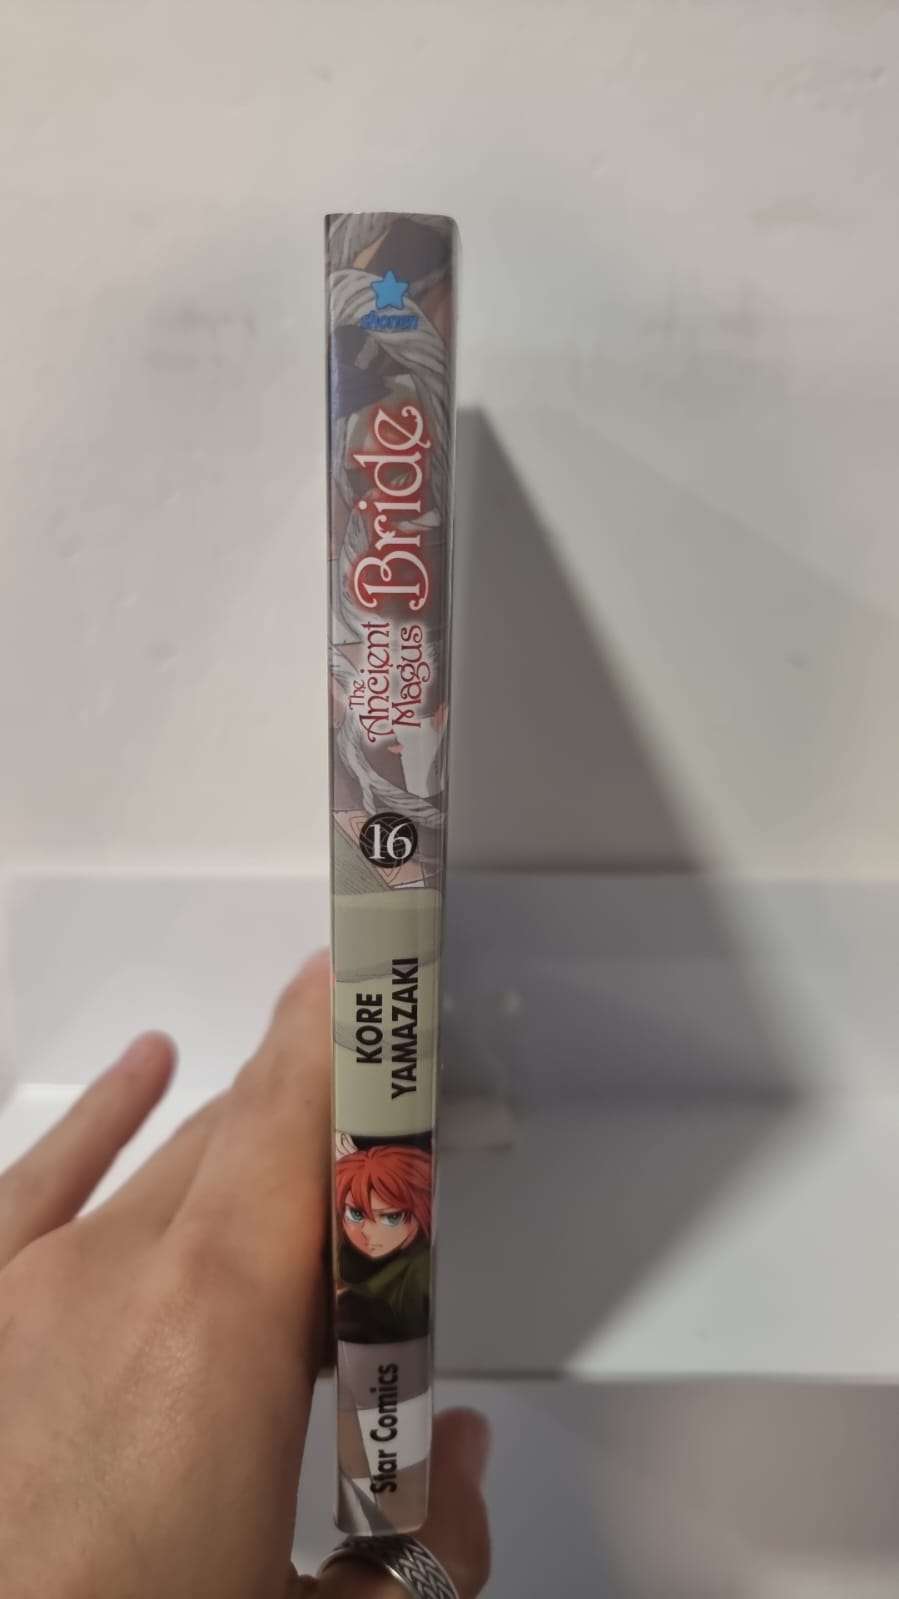 shonen
The
Ancient
Magus
Bride
16
KORE
YAMAZAKI
Star Comics